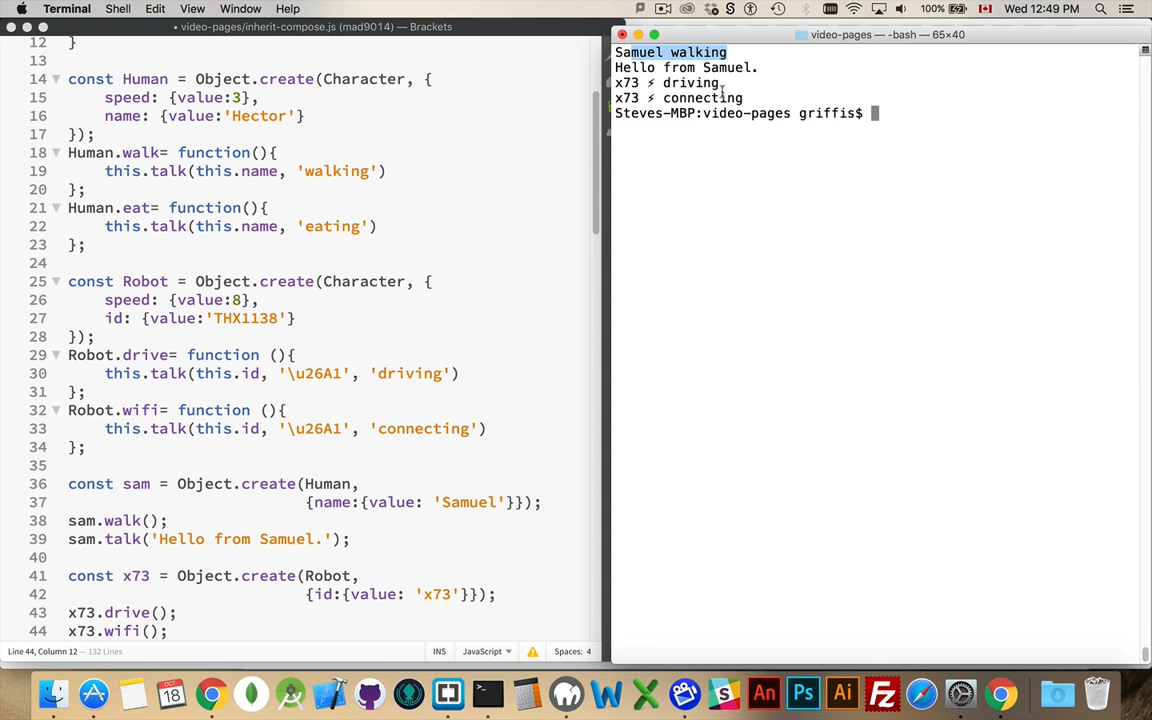 Terminal Shell Edit View Window Help
100% Wed 12:49 PM
• video-pages/inherit-compose.js (mad9014) — Brackets
12 }
13
14 const Human = Object.create(Character, {
15 speed: {value:3},
16 name: {value:'Hector'}
17 });
18 Human.walk= function(){
19 this.talk(this.name, 'walking')
20 };
21 Human.eat= function(){
22 this.talk(this.name, 'eating')
23 };
24
25 const Robot = Object.create(Character, {
26 speed: {value:8},
27 id: {value:'THX1138'}
28 });
29 Robot.drive= function (){
30 this.talk(this.id, '\u26A1', 'driving')
31 };
32 Robot.wifi= function (){
33 this.talk(this.id, '\u26A1', 'connecting')
34 };
35
36 const sam = Object.create(Human,
37 {name:{value: 'Samuel'}});
38 sam.walk();
39 sam.talk('Hello from Samuel.');
40
41 const x73 = Object.create(Robot,
42 {id:{value: 'x73'}});
43 x73.drive();
44 x73.wifi();
Line 44, Column 12 — 132 Lines
INS JavaScript Spaces: 4
video-pages — -bash — 65×40
Samuel walking
Hello from Samuel.
x73 ⚡ driving
x73 ⚡ connecting
Steves-MBP:video-pages griffis$
OCT
18
An Ps Ai Fz